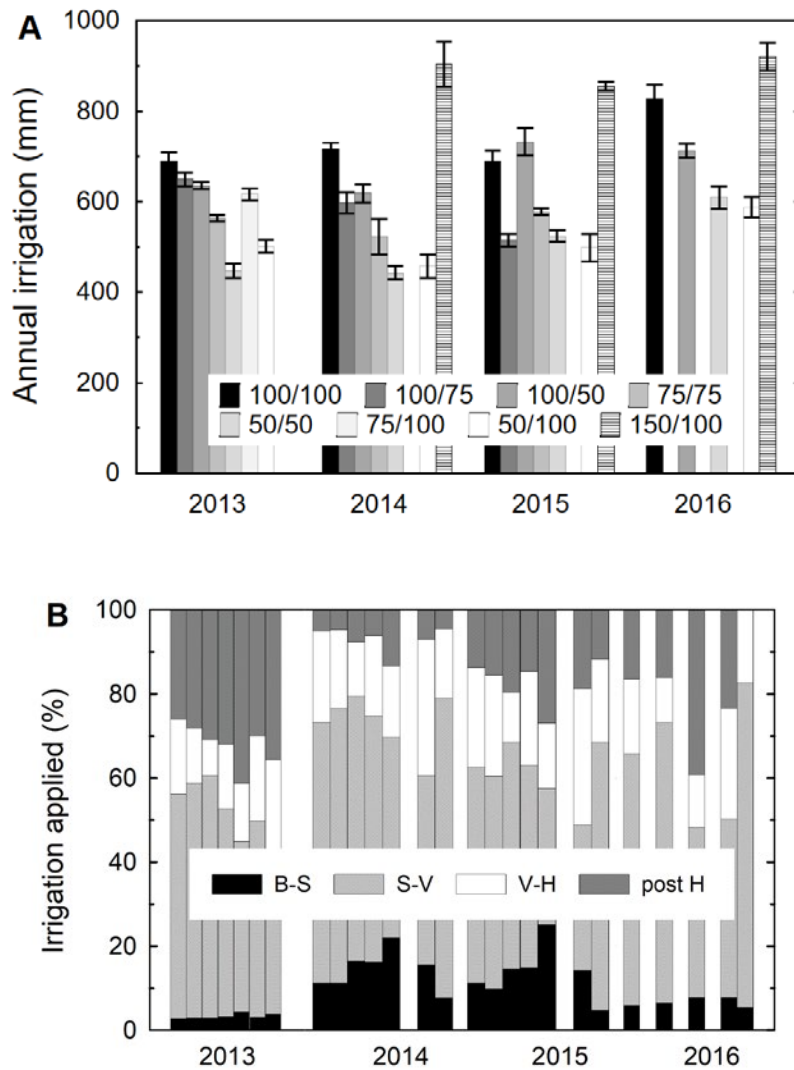 A
Annual irrigation (mm)
1000
800
600
400
200
0
100/100 100/75 100/50 75/75
50/50 75/100 50/100 150/100
2013 2014 2015 2016
B
Irrigation applied (%)
100
80
60
40
20
0
B-S S-V V-H post H
2013 2014 2015 2016